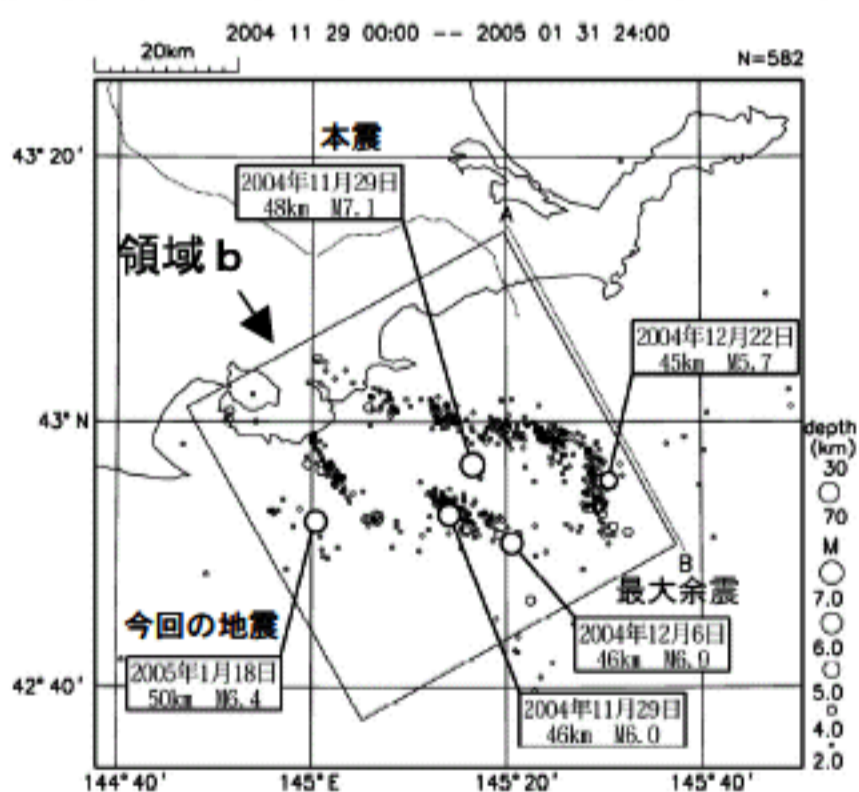 2004 11 29 00:00 -- 2005 01 31 24:00
20km
N=582
本震
43°20'
2004年11月29日
48km M7.1
A
領域b
2004年12月22日
45km M5.7
43°N
depth
(km)
30
70
M
7.0
6.0
5.0
4.0
2.0
B
最大余震
今回の地震
2004年12月6日
46km M6.0
2005年1月18日
50km M6.4
42°40'
2004年11月29日
46km M6.0
144°40'
145°E
145°20'
145°40'